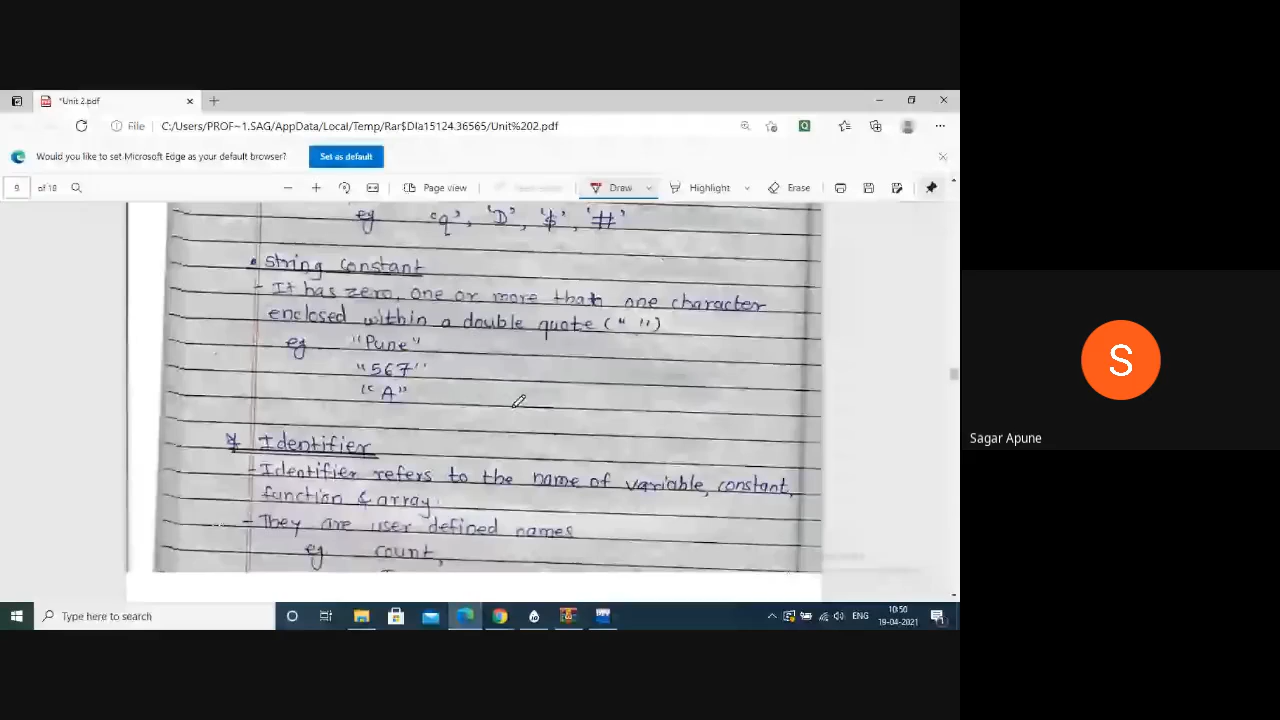 *Unit 2.pdf
File
C:/Users/PROF~1.SAG/AppData/Local/Temp/Rar$DIa15124.36565/Unit%202.pdf
Would you like to set Microsoft Edge as your default browser?
Set as default
9 of 18
Page view
Draw
Highlight
Erase
eg 'q', 'D', '$', '#'
String constant
- It has zero, one or more than one character
enclosed within a double quote (" ")
eg "Pune"
"567"
"A"
* Identifier
- Identifier refers to the name of variable, constant,
function & array.
- They are user defined names
eg count,
S
Sagar Apune
Type here to search
ENG
10:50
19-04-2021